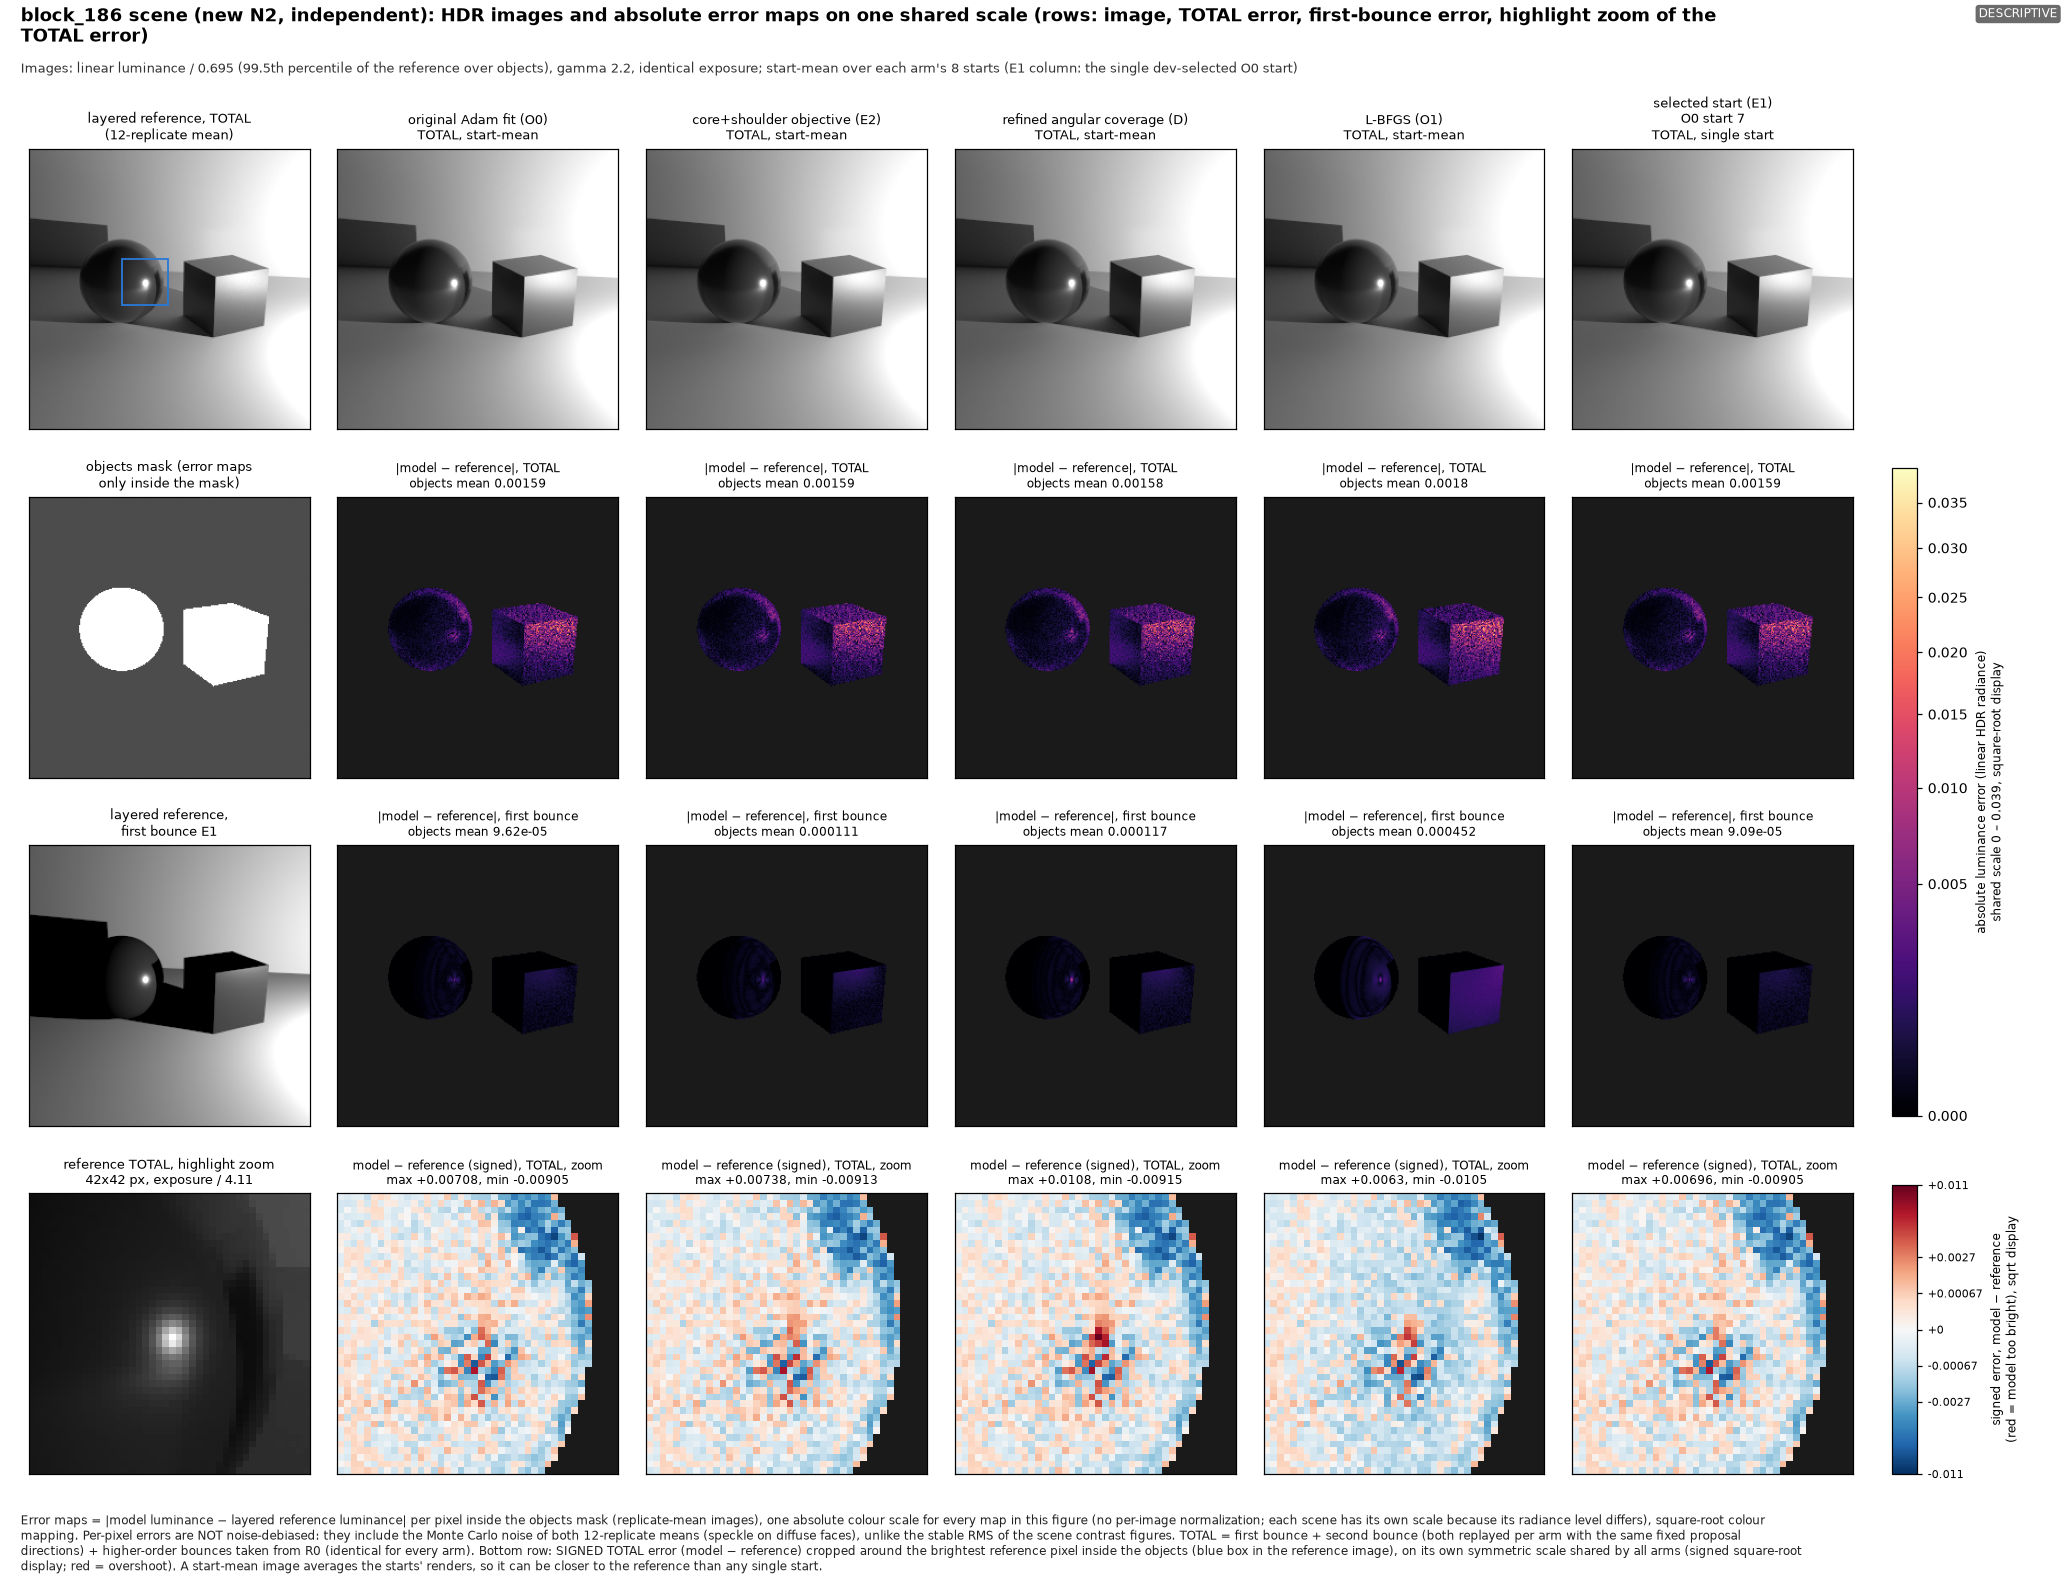 block_186 scene (new N2, independent): HDR images and absolute error maps on one shared scale (rows: image, TOTAL error, first-bounce error, highlight zoom of the
TOTAL error)
DESCRIPTIVE
Images: linear luminance / 0.695 (99.5th percentile of the reference over objects), gamma 2.2, identical exposure; start-mean over each arm's 8 starts (E1 column: the single dev-selected O0 start)
layered reference, TOTAL
(12-replicate mean)
original Adam fit (O0)
TOTAL, start-mean
core+shoulder objective (E2)
TOTAL, start-mean
refined angular coverage (D)
TOTAL, start-mean
L-BFGS (O1)
TOTAL, start-mean
selected start (E1)
O0 start 7
TOTAL, single start
objects mask (error maps
only inside the mask)
|model − reference|, TOTAL
objects mean 0.00159
|model − reference|, TOTAL
objects mean 0.00159
|model − reference|, TOTAL
objects mean 0.00158
|model − reference|, TOTAL
objects mean 0.0018
|model − reference|, TOTAL
objects mean 0.00159
0.035
0.030
0.025
0.020
0.015
0.010
0.005
0.000
absolute luminance error (linear HDR radiance)
shared scale 0 – 0.039, square-root display
layered reference,
first bounce E1
|model − reference|, first bounce
objects mean 9.62e-05
|model − reference|, first bounce
objects mean 0.000111
|model − reference|, first bounce
objects mean 0.000117
|model − reference|, first bounce
objects mean 0.000452
|model − reference|, first bounce
objects mean 9.09e-05
reference TOTAL, highlight zoom
42x42 px, exposure / 4.11
model − reference (signed), TOTAL, zoom
max +0.00708, min -0.00905
model − reference (signed), TOTAL, zoom
max +0.00738, min -0.00913
model − reference (signed), TOTAL, zoom
max +0.0108, min -0.00915
model − reference (signed), TOTAL, zoom
max +0.0063, min -0.0105
model − reference (signed), TOTAL, zoom
max +0.00696, min -0.00905
+0.011
+0.0027
+0.00067
+0
-0.00067
-0.0027
-0.011
signed error, model − reference
(red = model too bright), sqrt display
Error maps = |model luminance − layered reference luminance| per pixel inside the objects mask (replicate-mean images), one absolute colour scale for every map in this figure (no per-image normalization; each scene has its own scale because its radiance level differs), square-root colour
mapping. Per-pixel errors are NOT noise-debiased: they include the Monte Carlo noise of both 12-replicate means (speckle on diffuse faces), unlike the stable RMS of the scene contrast figures. TOTAL = first bounce + second bounce (both replayed per arm with the same fixed proposal
directions) + higher-order bounces taken from R0 (identical for every arm). Bottom row: SIGNED TOTAL error (model − reference) cropped around the brightest reference pixel inside the objects (blue box in the reference image), on its own symmetric scale shared by all arms (signed square-root
display; red = overshoot). A start-mean image averages the starts' renders, so it can be closer to the reference than any single start.